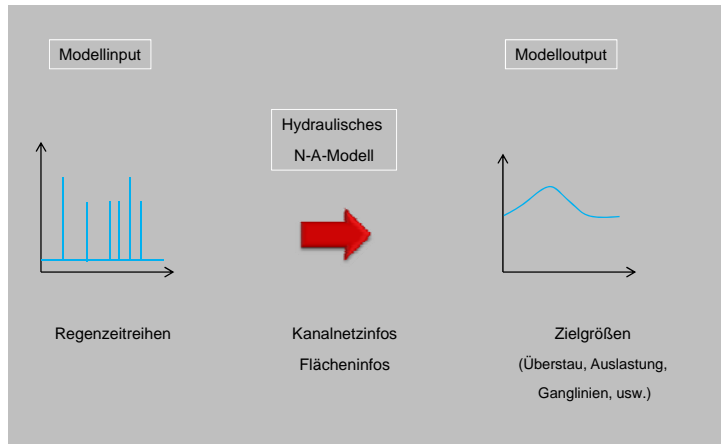 Modellinput
Modelloutput
Hydraulisches
N-A-Modell
Regenzeitreihen
Kanalnetzinfos
Flächeninfos
Zielgrößen
(Überstau, Auslastung,
Ganglinien, usw.)